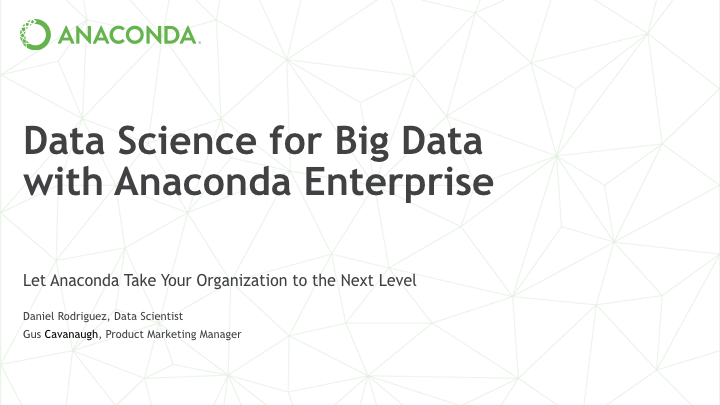 ANACONDA.
Data Science for Big Data
with Anaconda Enterprise
Let Anaconda Take Your Organization to the Next Level
Daniel Rodriguez, Data Scientist
Gus Cavanaugh, Product Marketing Manager